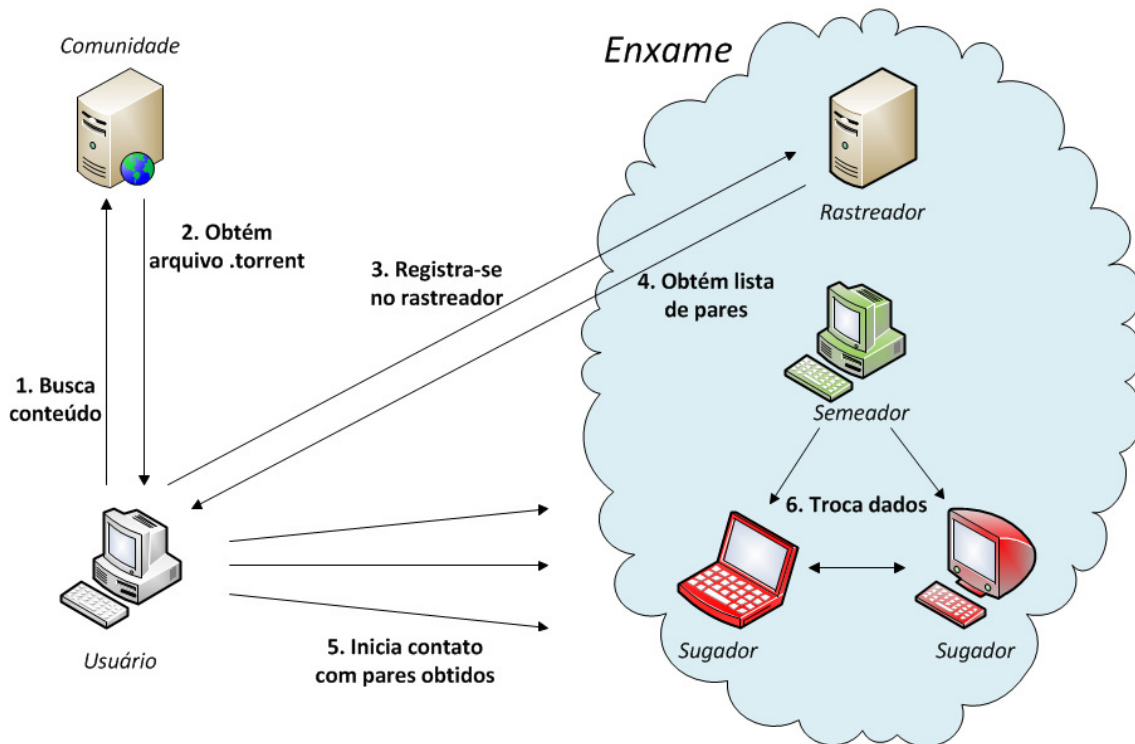 Comunidade
Enxame
Rastreador
2. Obtém
arquivo .torrent
3. Registra-se
no rastreador
4. Obtém lista
de pares
1. Busca
conteúdo
Semeador
6. Troca dados
Usuário
5. Inicia contato
com pares obtidos
Sugador
Sugador